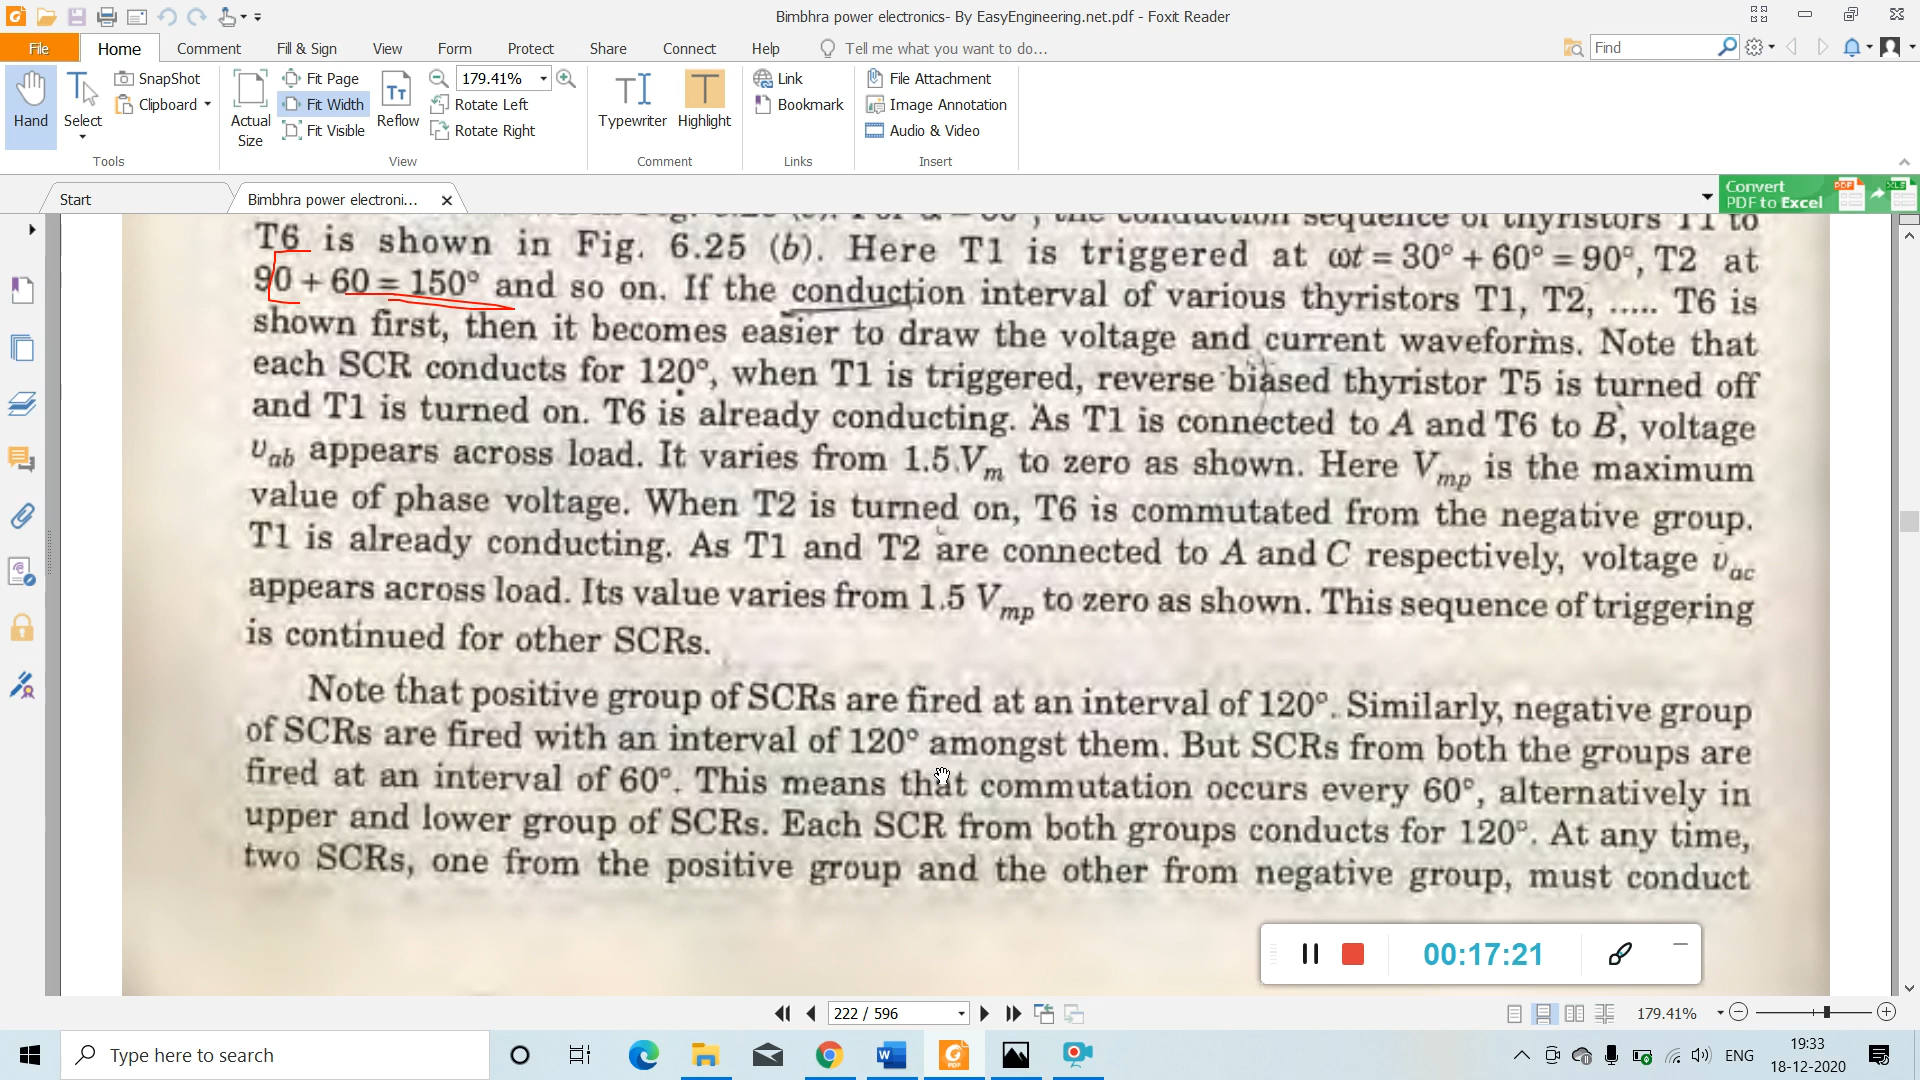 Bimbhra power electronics- By EasyEngineering.net.pdf - Foxit Reader
File
Home
Comment
Fill & Sign
View
Form
Protect
Share
Connect
Help
Tell me what you want to do...
Find
Hand
Select
SnapShot
Clipboard
Tools
Actual
Size
Fit Page
Fit Width
Fit Visible
Reflow
179.41%
Rotate Left
Rotate Right
View
Typewriter
Highlight
Comment
Link
Bookmark
Links
File Attachment
Image Annotation
Audio & Video
Insert
Start
Bimbhra power electroni...
Convert
PDF to Excel
the conduction sequence of thyristors T1 to
T6 is shown in Fig. 6.25 (b). Here T1 is triggered at ωt = 30° + 60° = 90°, T2 at
90 + 60 = 150° and so on. If the conduction interval of various thyristors T1, T2, ..... T6 is
shown first, then it becomes easier to draw the voltage and current waveforms. Note that
each SCR conducts for 120°, when T1 is triggered, reverse biased thyristor T5 is turned off
and T1 is turned on. T6 is already conducting. As T1 is connected to A and T6 to B, voltage
v_ab appears across load. It varies from 1.5 V_m to zero as shown. Here V_mp is the maximum
value of phase voltage. When T2 is turned on, T6 is commutated from the negative group.
T1 is already conducting. As T1 and T2 are connected to A and C respectively, voltage v_ac
appears across load. Its value varies from 1.5 V_mp to zero as shown. This sequence of triggering
is continued for other SCRs.
Note that positive group of SCRs are fired at an interval of 120°. Similarly, negative group
of SCRs are fired with an interval of 120° amongst them. But SCRs from both the groups are
fired at an interval of 60°. This means that commutation occurs every 60°, alternatively in
upper and lower group of SCRs. Each SCR from both groups conducts for 120°. At any time,
two SCRs, one from the positive group and the other from negative group, must conduct
00:17:21
222 / 596
179.41%
Type here to search
ENG
19:33
18-12-2020